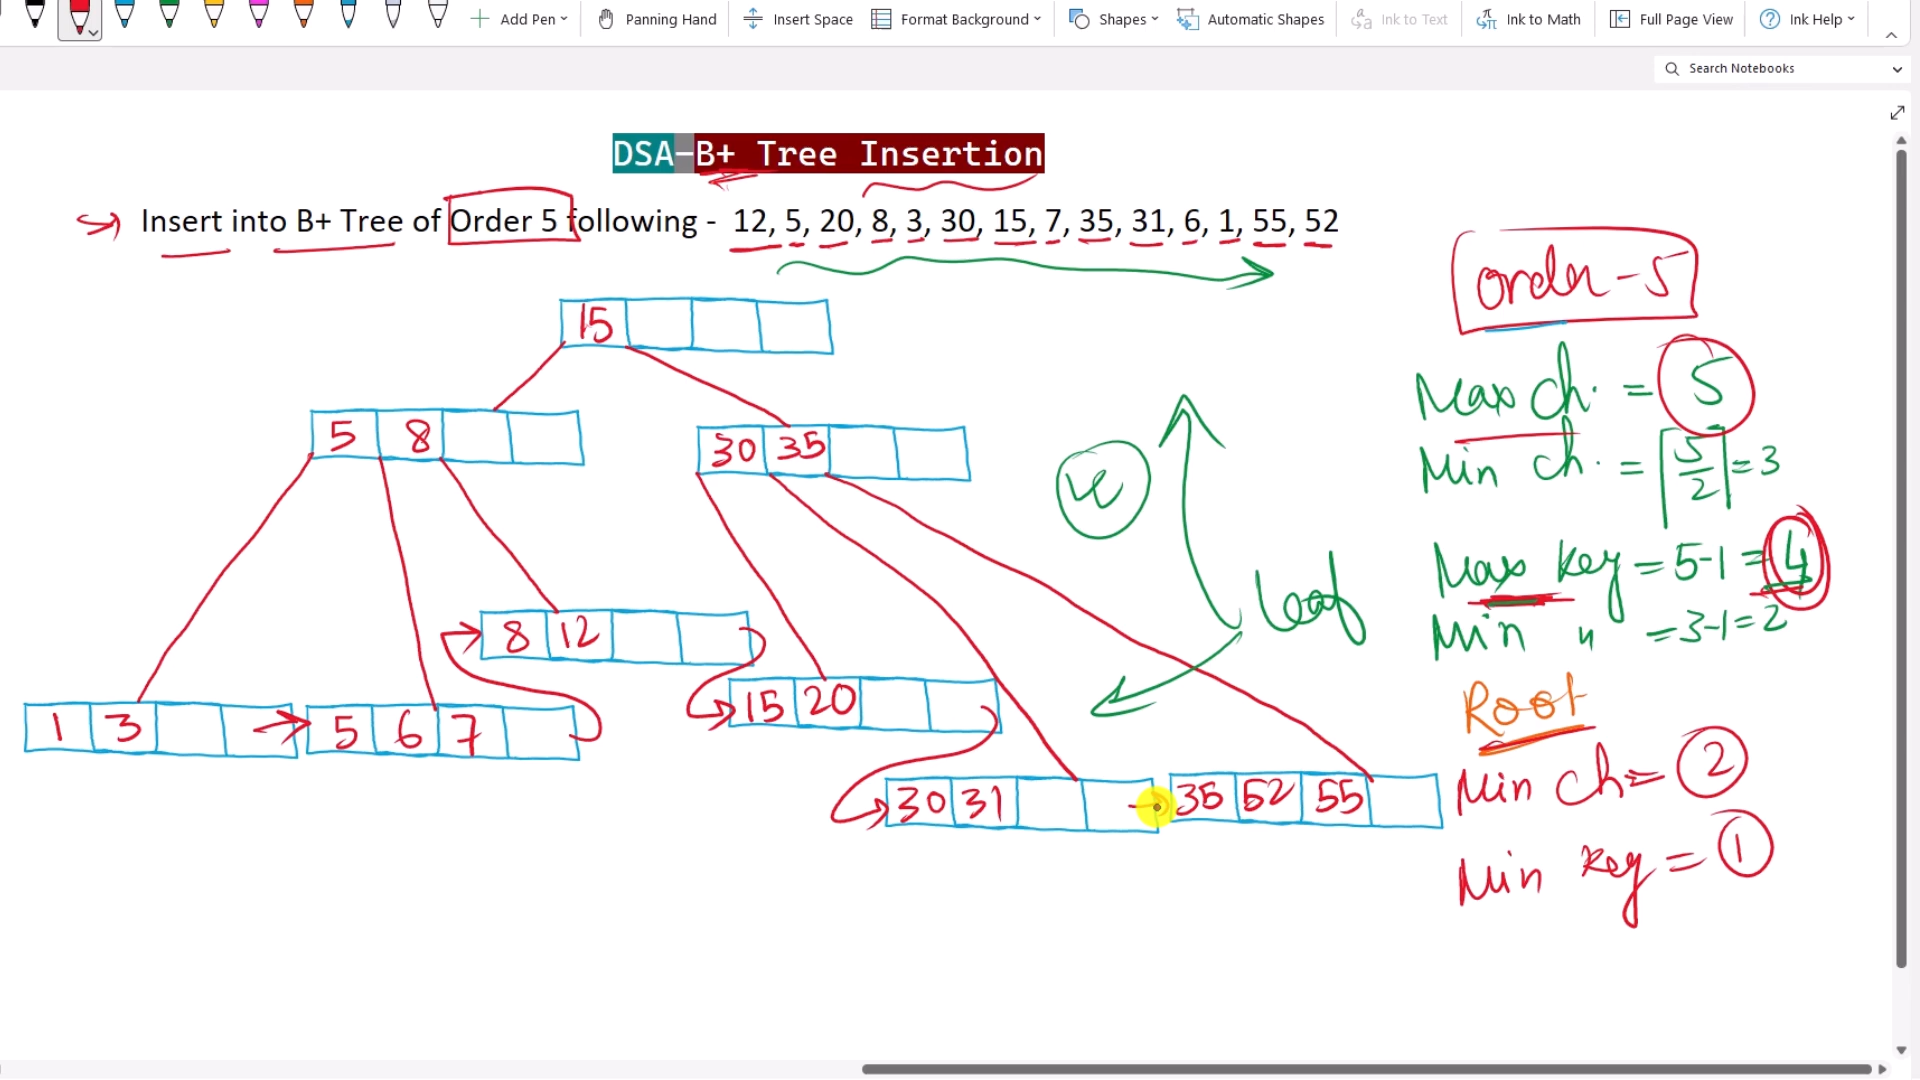 Add Pen Panning Hand Insert Space Format Background Shapes Automatic Shapes Ink to Text Ink to Math Full Page View Ink Help
Search Notebooks
DSA-B+ Tree Insertion
Insert into B+ Tree of Order 5 following - 12, 5, 20, 8, 3, 30, 15, 7, 35, 31, 6, 1, 55, 52
order-5
15
Max ch. = 5
5 8
30 35
Min ch. = ⌈5/2⌉ = 3
Max key = 5-1 = 4
leaf
8 12
Min " = 3-1 = 2
15 20
Root
1 3
5 6 7
Min ch = 2
30 31
35 52 55
Min key = 1